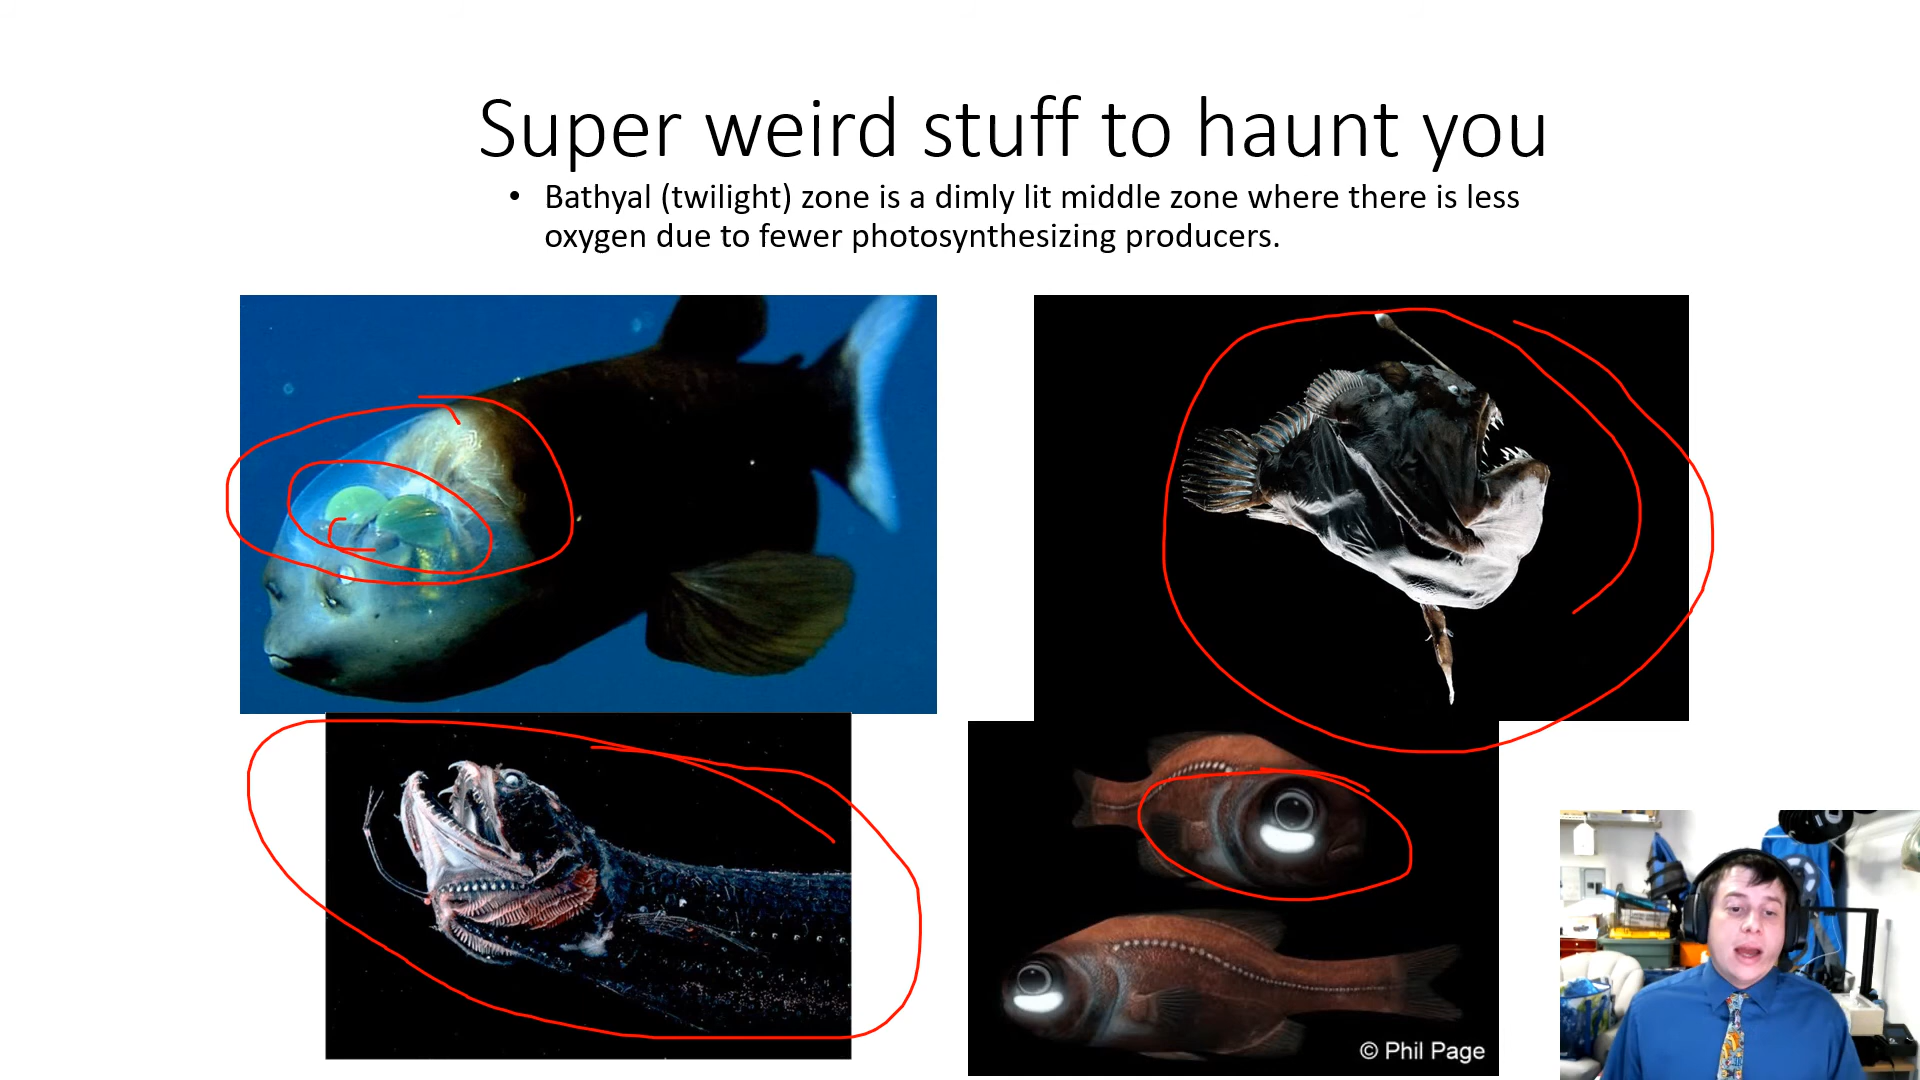 Super weird stuff to haunt you
• Bathyal (twilight) zone is a dimly lit middle zone where there is less
oxygen due to fewer photosynthesizing producers.
© Phil Page